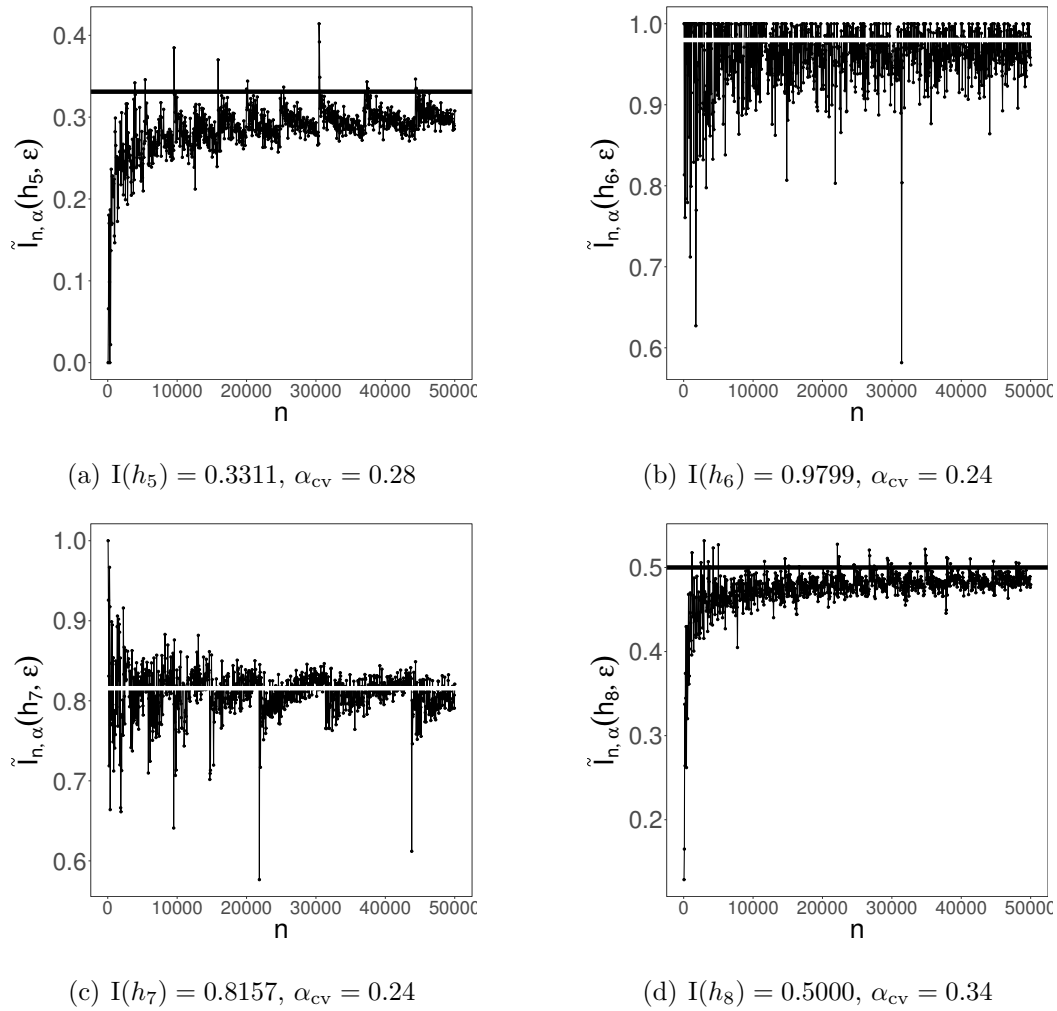 0.4
0.3
0.2
0.1
0.0
Ĩn, α(h5, ε)
0 10000 20000 30000 40000 50000
n
(a) I(h5) = 0.3311, αcv = 0.28
1.0
0.9
0.8
0.7
0.6
Ĩn, α(h6, ε)
0 10000 20000 30000 40000 50000
n
(b) I(h6) = 0.9799, αcv = 0.24
1.0
0.9
0.8
0.7
0.6
Ĩn, α(h7, ε)
0 10000 20000 30000 40000 50000
n
(c) I(h7) = 0.8157, αcv = 0.24
0.5
0.4
0.3
0.2
Ĩn, α(h8, ε)
0 10000 20000 30000 40000 50000
n
(d) I(h8) = 0.5000, αcv = 0.34